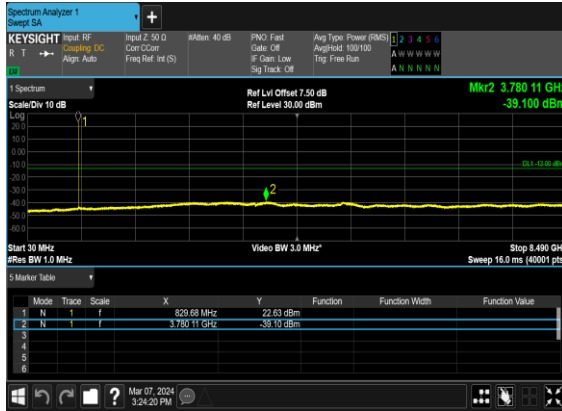 Spectrum Analyzer 1
Swept SA
+
KEYSIGHT Input: RF Input Z: 50 Ω #Atten: 40 dB PNO: Fast Avg Type: Power (RMS) 1 2 3 4 5 6
R T Coupling: DC Corr CCorr Gate: Off Avg|Hold: 100/100 A W W W W W
Align: Auto Freq Ref: Int (S) IF Gain: Low Trig: Free Run
LU Sig Track: Off A N N N N N
1 Spectrum Ref Lvl Offset 7.50 dB Mkr2 3.780 11 GHz
Scale/Div 10 dB Ref Level 30.00 dBm -39.100 dBm
Log
1
20.0
10.0
0.00
-10.0 DL1 -13.00 dB
-20.0
-30.0
2
-40.0
-50.0
-60.0
Start 30 MHz Video BW 3.0 MHz* Stop 8.490 GH
#Res BW 1.0 MHz Sweep 16.0 ms (40001 pts
5 Marker Table
Mode Trace Scale X Y Function Function Width Function Value
1 N 1 f 829.68 MHz 22.63 dBm
2 N 1 f 3.780 11 GHz -39.10 dBm
3
4
5
6
? Mar 07, 2024
3:24:20 PM